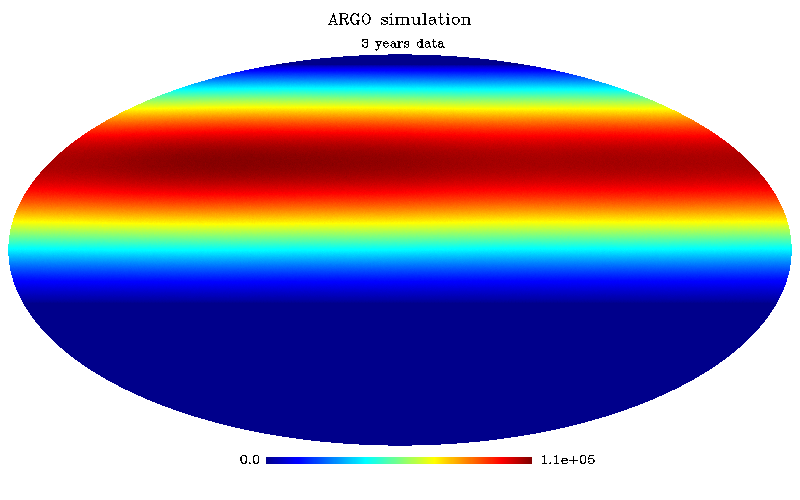 ARGO simulation
3 years data
0.0
1.1e+05